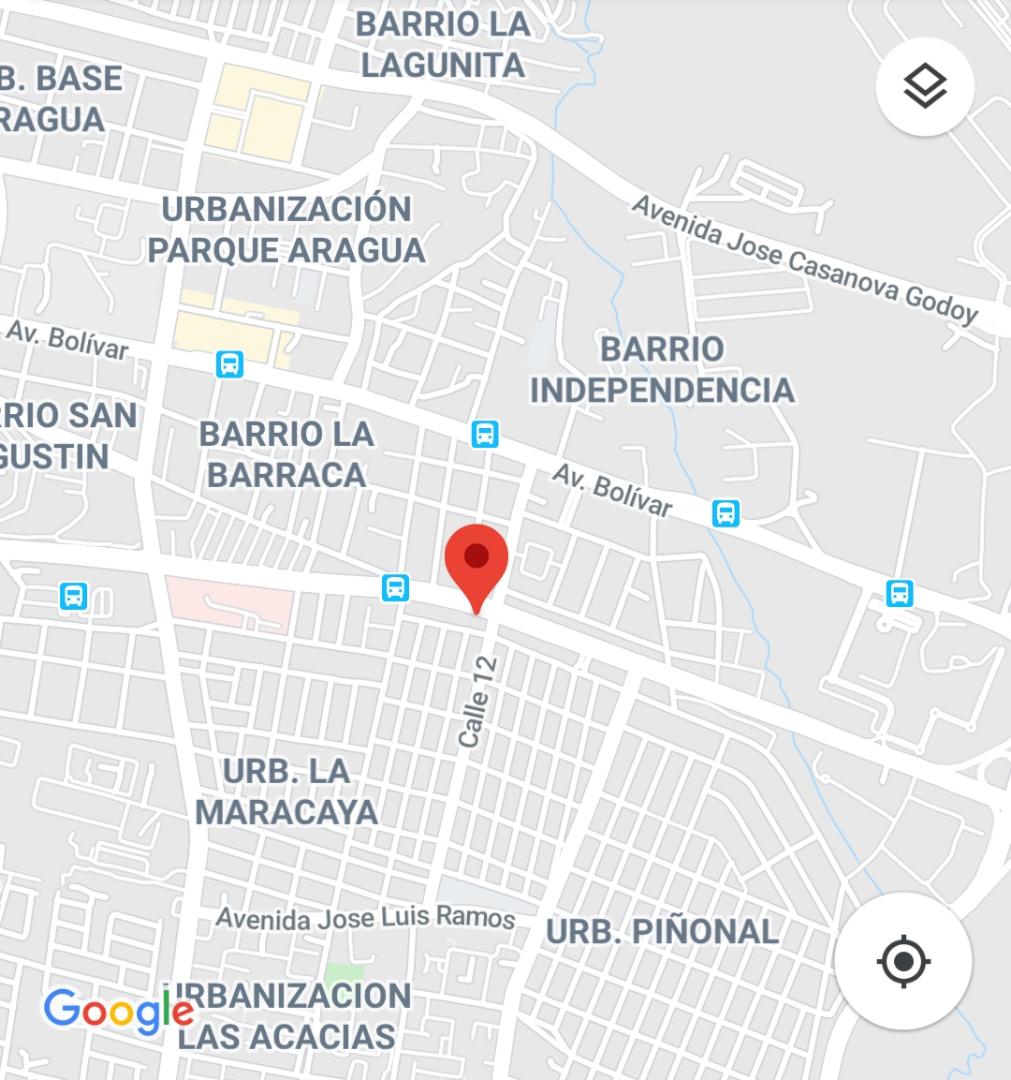 BARRIO LA
LAGUNITA
B. BASE
RAGUA
URBANIZACIÓN
PARQUE ARAGUA
Avenida Jose Casanova Godoy
Av. Bolívar
BARRIO
INDEPENDENCIA
RRIO SAN
GUSTIN
BARRIO LA
BARRACA
Av. Bolívar
Calle 12
URB. LA
MARACAYA
Avenida Jose Luis Ramos
URB. PIÑONAL
URBANIZACION
LAS ACACIAS
Google